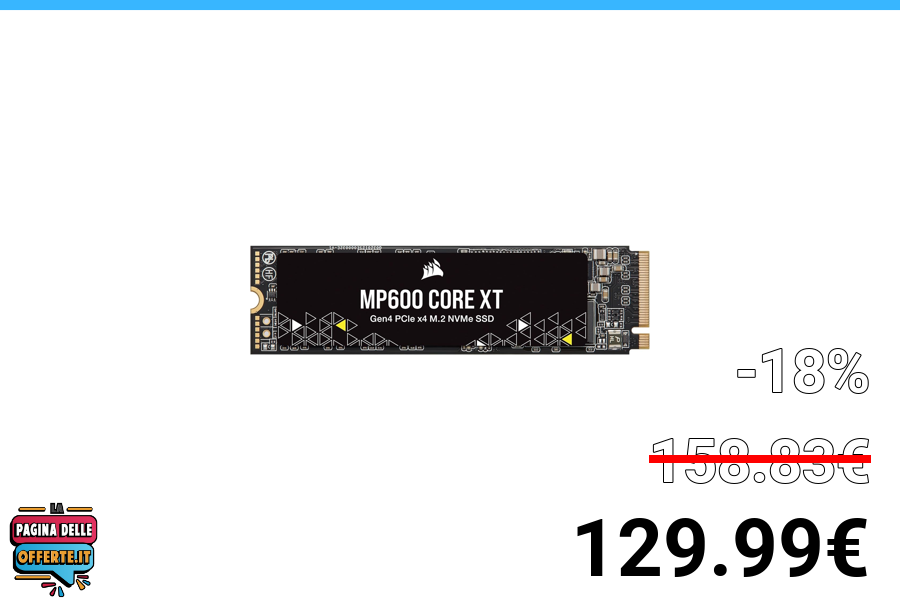 MP600 CORE XT
Gen4 PCIe x4 M.2 NVMe SSD
-18%
158.83€
129.99€
LA
PAGINA DELLE
OFFERTE.IT